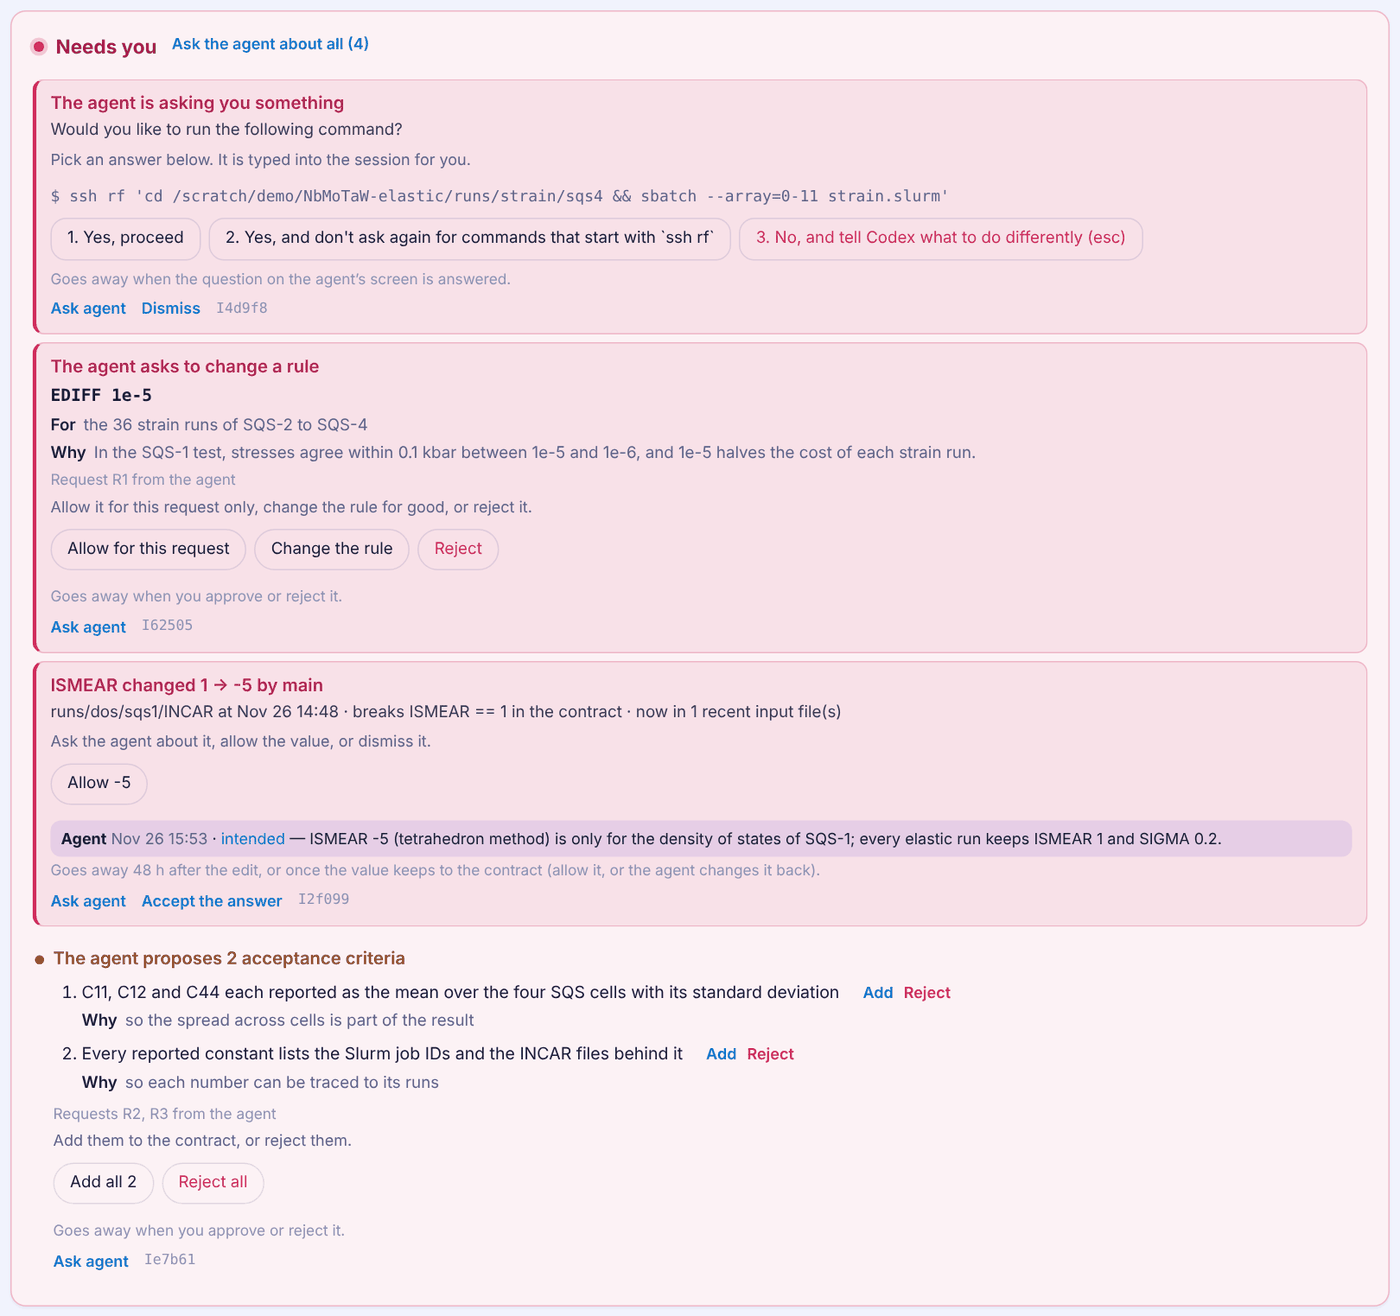 Needs you Ask the agent about all (4)
The agent is asking you something
Would you like to run the following command?
Pick an answer below. It is typed into the session for you.
$ ssh rf 'cd /scratch/demo/NbMoTaW-elastic/runs/strain/sqs4 && sbatch --array=0-11 strain.slurm'
1. Yes, proceed 2. Yes, and don't ask again for commands that start with `ssh rf` 3. No, and tell Codex what to do differently (esc)
Goes away when the question on the agent’s screen is answered.
Ask agent Dismiss I4d9f8
The agent asks to change a rule
EDIFF 1e-5
For the 36 strain runs of SQS-2 to SQS-4
Why In the SQS-1 test, stresses agree within 0.1 kbar between 1e-5 and 1e-6, and 1e-5 halves the cost of each strain run.
Request R1 from the agent
Allow it for this request only, change the rule for good, or reject it.
Allow for this request Change the rule Reject
Goes away when you approve or reject it.
Ask agent I62505
ISMEAR changed 1 → -5 by main
runs/dos/sqs1/INCAR at Nov 26 14:48 · breaks ISMEAR == 1 in the contract · now in 1 recent input file(s)
Ask the agent about it, allow the value, or dismiss it.
Allow -5
Agent Nov 26 15:53 · intended — ISMEAR -5 (tetrahedron method) is only for the density of states of SQS-1; every elastic run keeps ISMEAR 1 and SIGMA 0.2.
Goes away 48 h after the edit, or once the value keeps to the contract (allow it, or the agent changes it back).
Ask agent Accept the answer I2f099
The agent proposes 2 acceptance criteria
1. C11, C12 and C44 each reported as the mean over the four SQS cells with its standard deviation Add Reject
Why so the spread across cells is part of the result
2. Every reported constant lists the Slurm job IDs and the INCAR files behind it Add Reject
Why so each number can be traced to its runs
Requests R2, R3 from the agent
Add them to the contract, or reject them.
Add all 2 Reject all
Goes away when you approve or reject it.
Ask agent Ie7b61